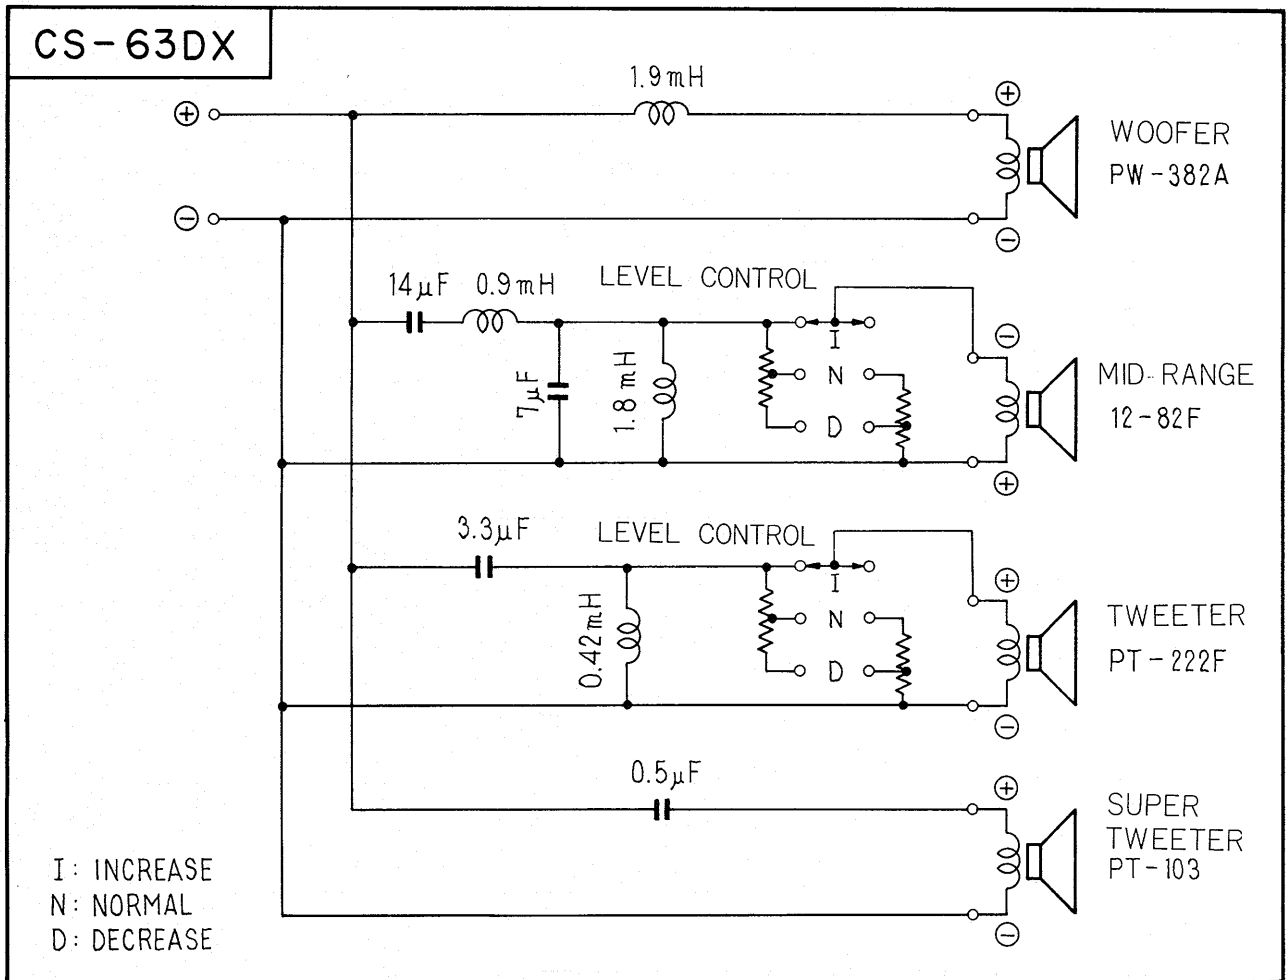 CS-63DX
1.9mH
⊕
⊕
WOOFER
PW-382A
⊖
⊖
14μF
0.9mH
LEVEL CONTROL
7μF
1.8mH
I
N
D
⊖
MID-RANGE
12-82F
⊕
3.3μF
LEVEL CONTROL
0.42mH
I
N
D
⊕
TWEETER
PT-222F
⊖
0.5μF
⊕
SUPER
TWEETER
PT-103
⊖
I: INCREASE
N: NORMAL
D: DECREASE